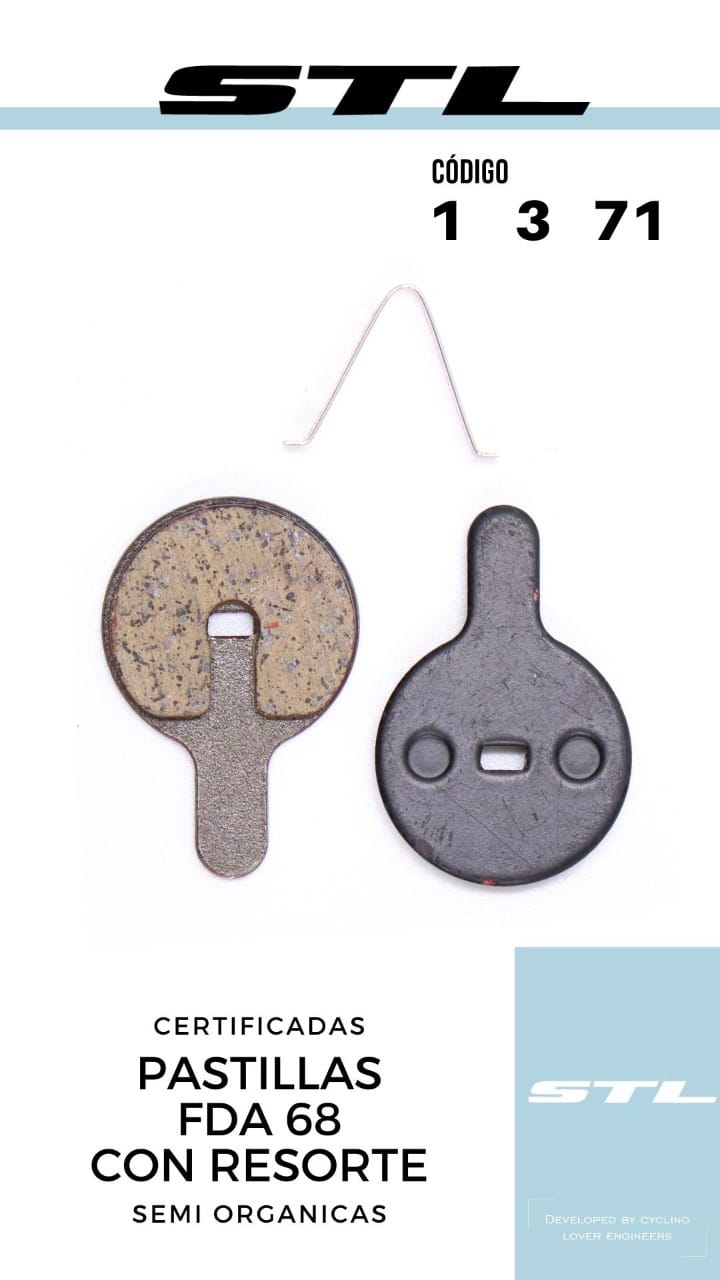 STL
CÓDIGO
1 3 71
CERTIFICADAS
PASTILLAS
FDA 68
CON RESORTE
SEMI ORGANICAS
STL
DEVELOPED BY CYCLING
LOVER ENGINEERS